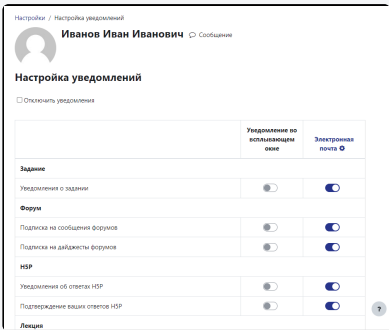 Настройки / Настройка уведомлений
Иванов Иван Иванович Сообщение
Настройка уведомлений
Отключить уведомления
Уведомление во
всплывающем
окне
Электронная
почта
Задание
Уведомления о задании
Форум
Подписка на сообщения форумов
Подписка на дайджесты форумов
H5P
Уведомления об ответах H5P
Подтверждение ваших ответов H5P
?
Лекция